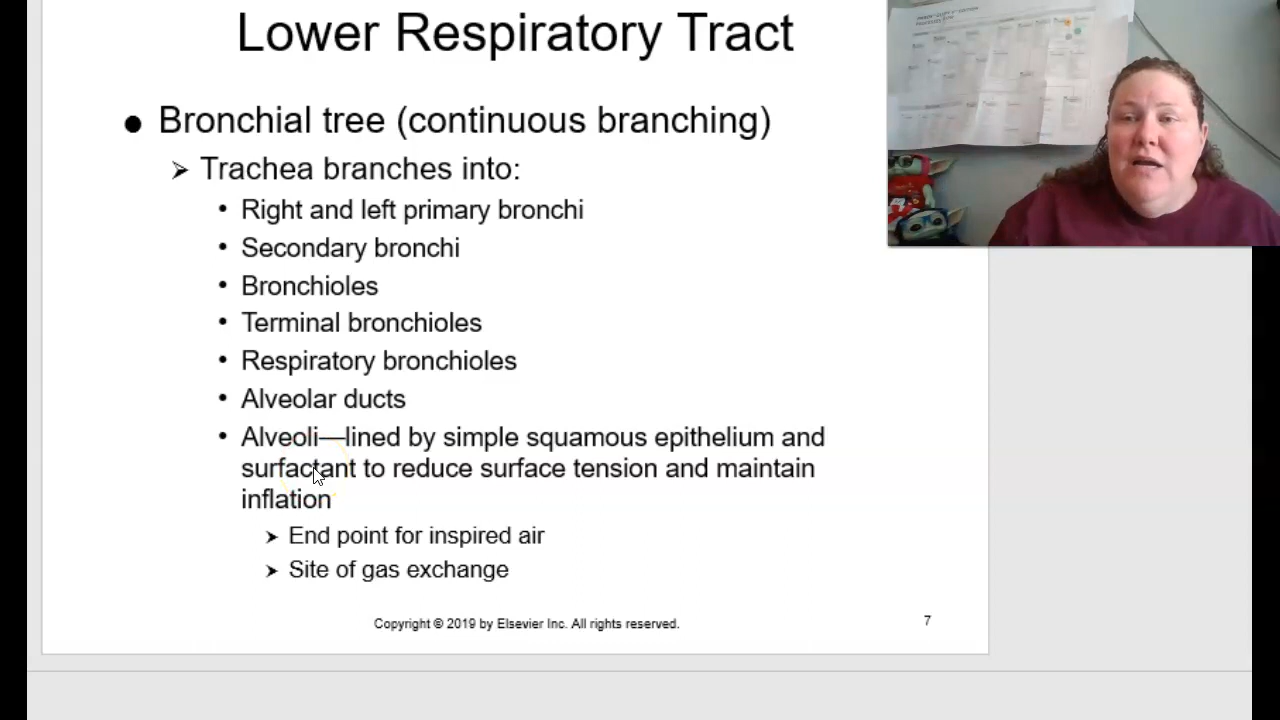 Lower Respiratory Tract
● Bronchial tree (continuous branching)
➢ Trachea branches into:
• Right and left primary bronchi
• Secondary bronchi
• Bronchioles
• Terminal bronchioles
• Respiratory bronchioles
• Alveolar ducts
• Alveoli—lined by simple squamous epithelium and
surfactant to reduce surface tension and maintain
inflation
➢ End point for inspired air
➢ Site of gas exchange
Copyright © 2019 by Elsevier Inc. All rights reserved.
7